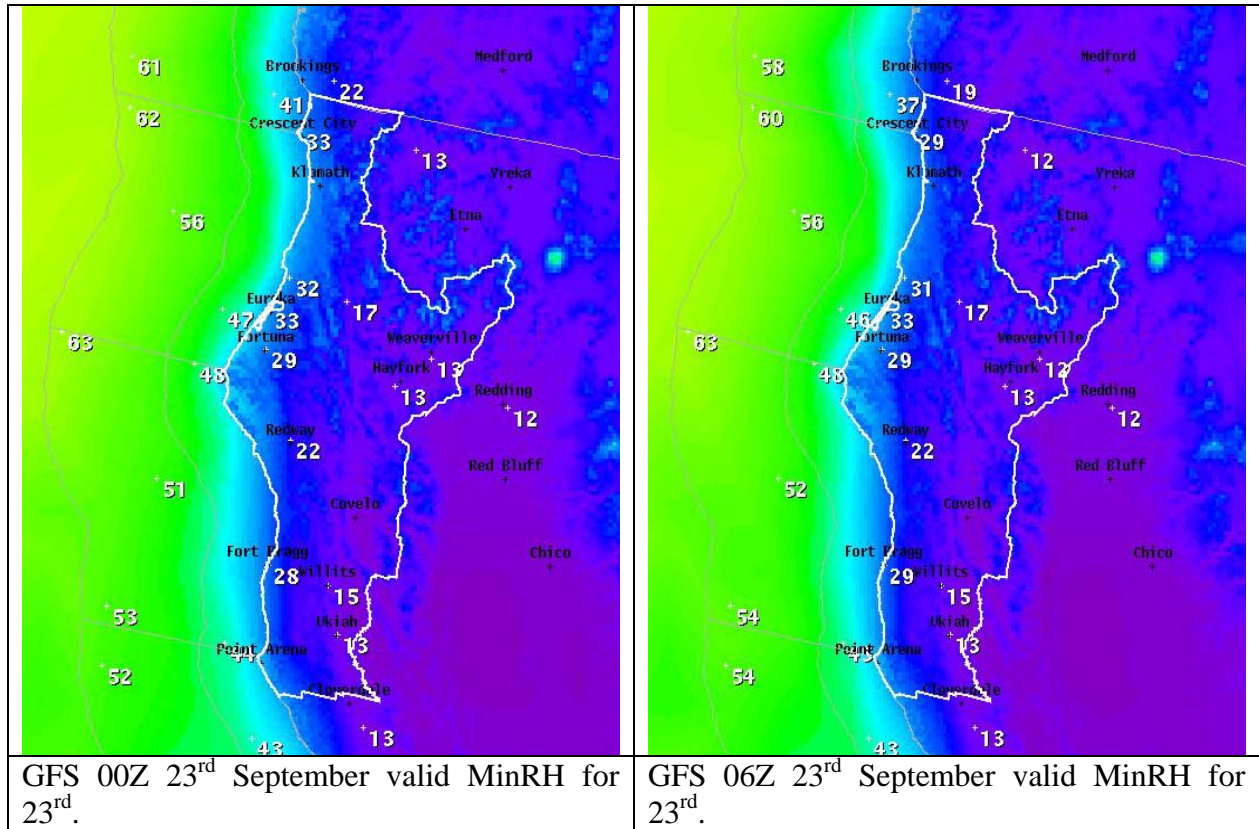 Medford
61
Brookings
22
41
62
Crescent City
33
13
Klamath
Yreka
56
Etna
32
Eureka
17
47
33
63
Fortuna
Weaverville
29
48
Hayfork
13
13
Redding
12
Redway
22
Red Bluff
51
Covelo
Fort Bragg
Chico
28
Willits
15
53
Ukiah
13
Point Arena
44
52
Cloverdale
13
43
GFS 00Z 23rd September valid MinRH for
23rd.
Medford
58
Brookings
19
37
60
Crescent City
29
12
Klamath
Yreka
56
Etna
31
Eureka
17
46
33
63
Fortuna
Weaverville
29
48
Hayfork
12
13
Redding
12
Redway
22
Red Bluff
52
Covelo
Fort Bragg
Chico
29
Willits
15
54
Ukiah
13
Point Arena
54
Cloverdale
13
43
GFS 06Z 23rd September valid MinRH for
23rd.